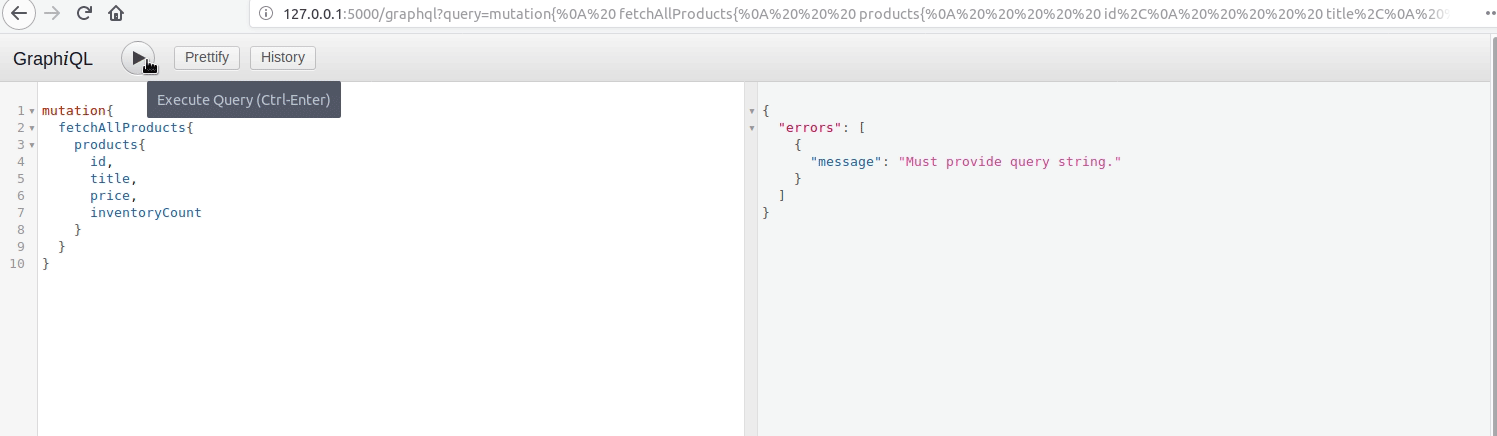 127.0.0.1:5000/graphql?query=mutation{%0A%20 fetchAllProducts{%0A%20%20%20 products{%0A%20%20%20%20%20 id%2C%0A%20%20%20%20%20 title%2C%0A%20%
GraphiQL
Prettify
History
Execute Query (Ctrl-Enter)
1 mutation{
2 fetchAllProducts{
3 products{
4 id,
5 title,
6 price,
7 inventoryCount
8 }
9 }
10 }
{
"errors": [
{
"message": "Must provide query string."
}
]
}